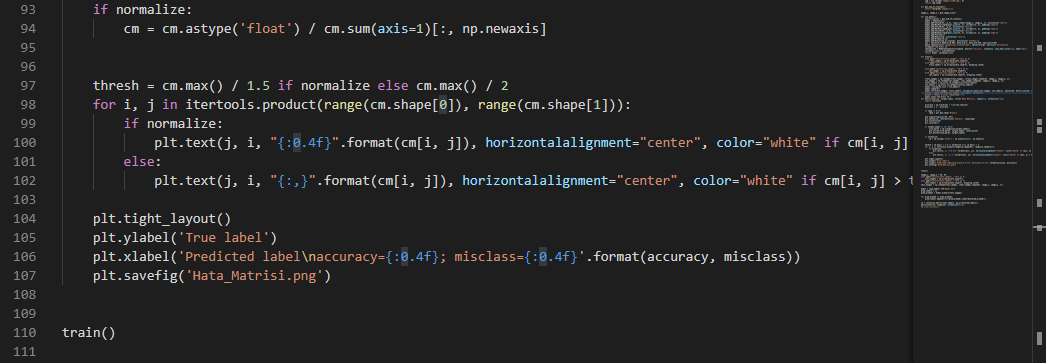 93 if normalize:
94 cm = cm.astype('float') / cm.sum(axis=1)[:, np.newaxis]
95
96
97 thresh = cm.max() / 1.5 if normalize else cm.max() / 2
98 for i, j in itertools.product(range(cm.shape[0]), range(cm.shape[1])):
99 if normalize:
100 plt.text(j, i, "{:0.4f}".format(cm[i, j]), horizontalalignment="center", color="white" if cm[i, j]
101 else:
102 plt.text(j, i, "{:,}".format(cm[i, j]), horizontalalignment="center", color="white" if cm[i, j] >
103
104 plt.tight_layout()
105 plt.ylabel('True label')
106 plt.xlabel('Predicted label\naccuracy={:0.4f}; misclass={:0.4f}'.format(accuracy, misclass))
107 plt.savefig('Hata_Matrisi.png')
108
109
110 train()
111